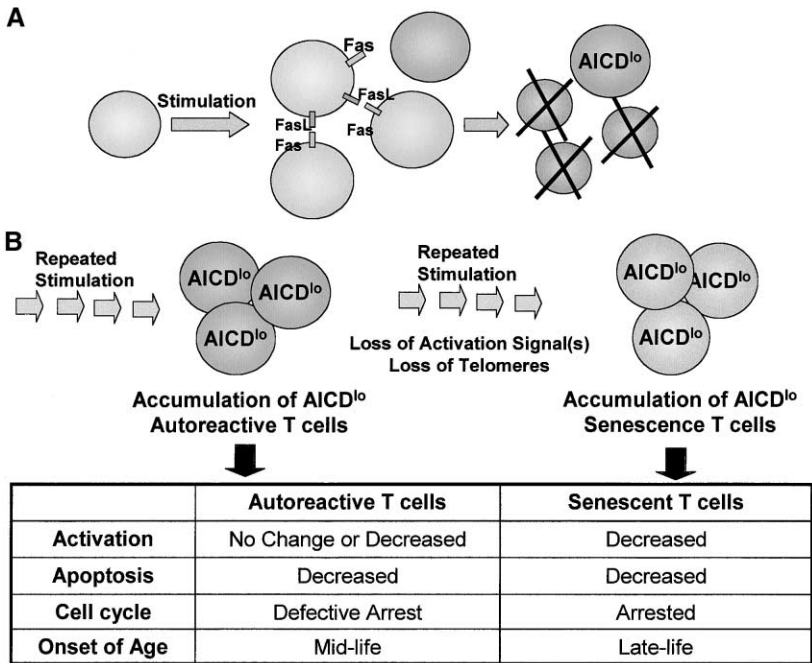 A
Stimulation
Fas
FasL
FasL
Fas
Fas
AICDlo
B
Repeated
Stimulation
AICDlo
AICDlo
AICDlo
Accumulation of AICDlo
Autoreactive T cells
Repeated
Stimulation
Loss of Activation Signal(s)
Loss of Telomeres
AICDlo
AICDlo
AICDlo
Accumulation of AICDlo
Senescence T cells
Autoreactive T cells Senescent T cells
Activation No Change or Decreased Decreased
Apoptosis Decreased Decreased
Cell cycle Defective Arrest Arrested
Onset of Age Mid-life Late-life